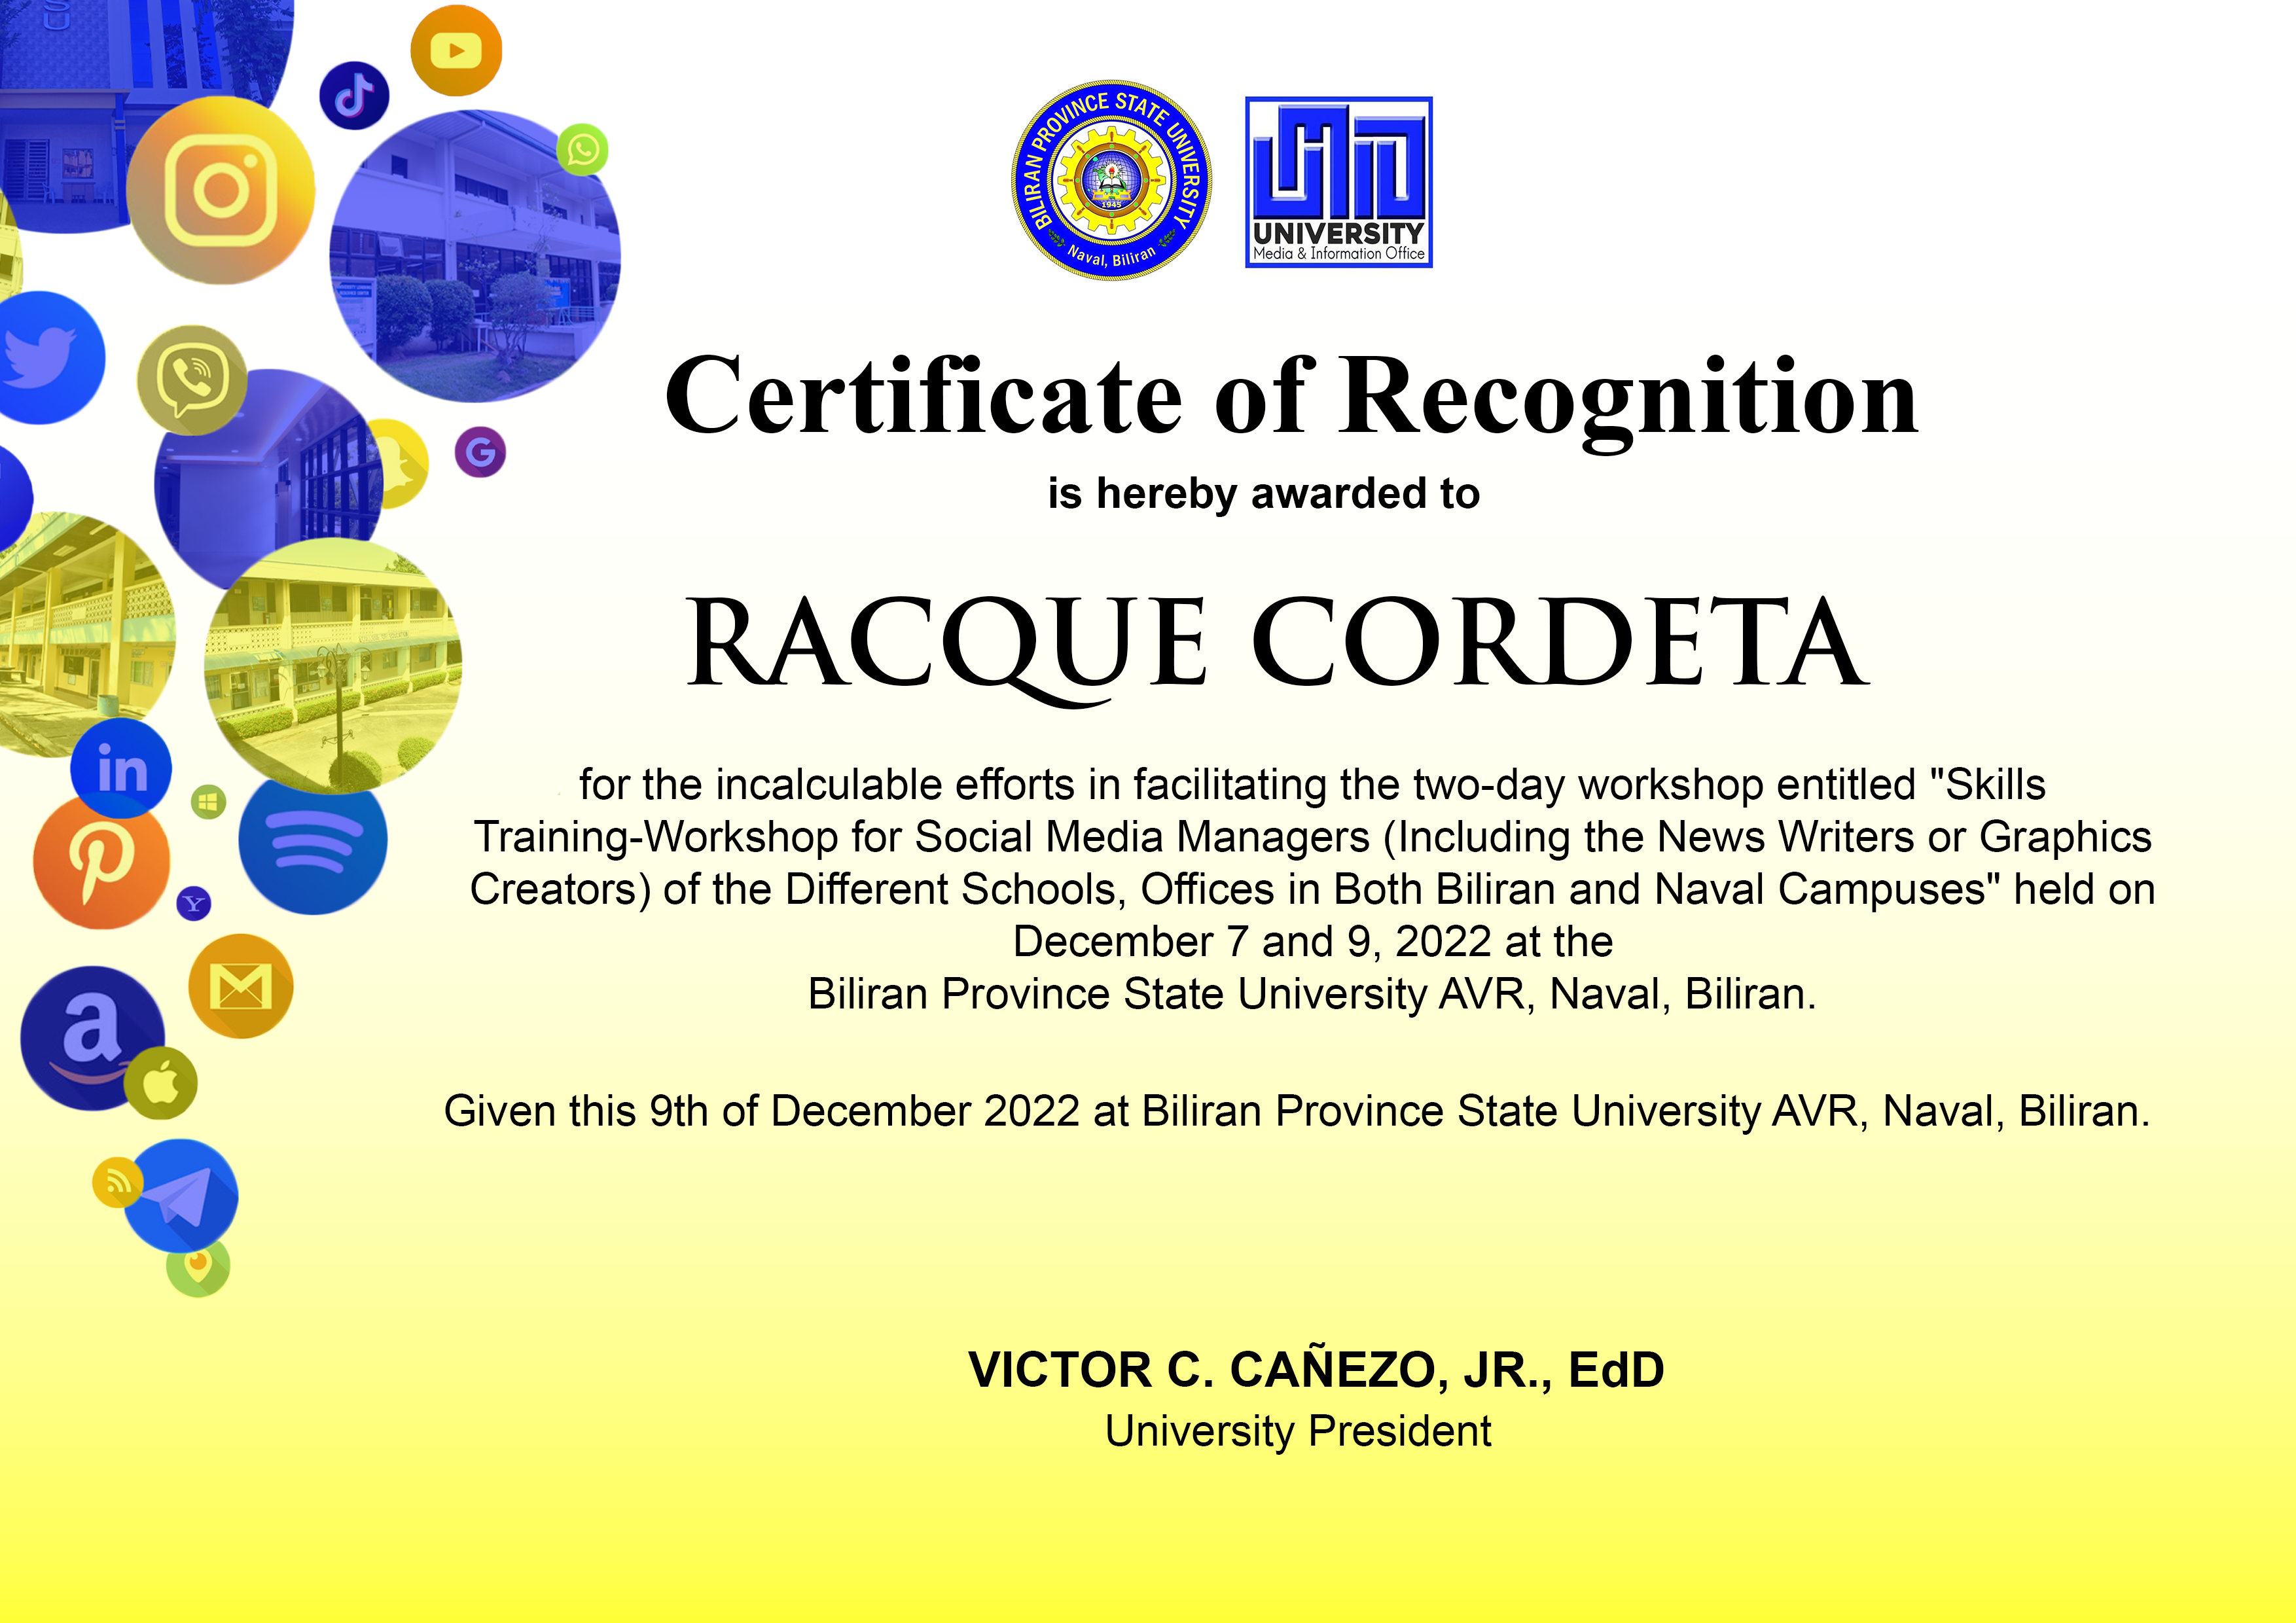 SU
BILIRAN PROVINCE STATE UNIVERSITY
1945
Naval, Biliran
UNIVERSITY
Media & Information Office
Certificate of Recognition
is hereby awarded to
RACQUE CORDETA
for the incalculable efforts in facilitating the two-day workshop entitled "Skills
Training-Workshop for Social Media Managers (Including the News Writers or Graphics
Creators) of the Different Schools, Offices in Both Biliran and Naval Campuses" held on
December 7 and 9, 2022 at the
Biliran Province State University AVR, Naval, Biliran.
Given this 9th of December 2022 at Biliran Province State University AVR, Naval, Biliran.
VICTOR C. CAÑEZO, JR., EdD
University President
G
in
Y
a